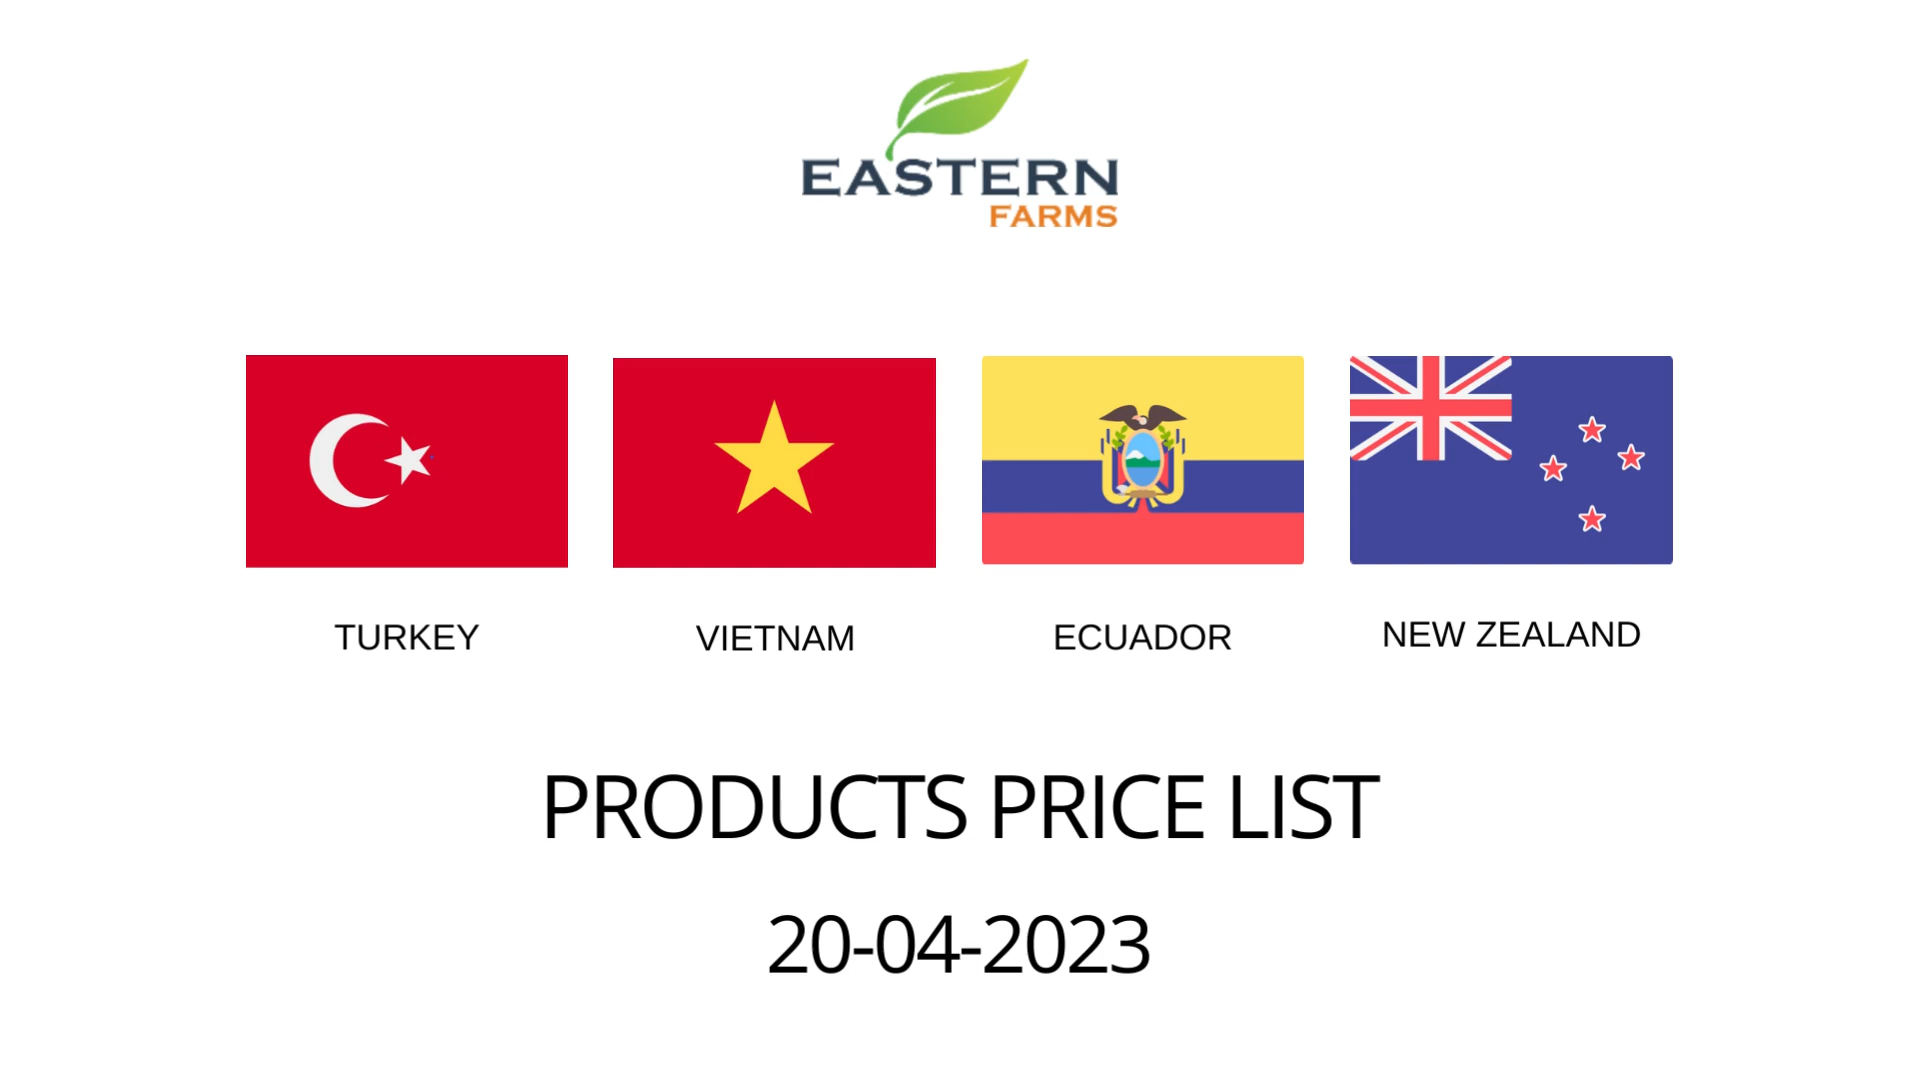 EASTERN
FARMS
TURKEY
VIETNAM
ECUADOR
NEW ZEALAND
PRODUCTS PRICE LIST
20-04-2023